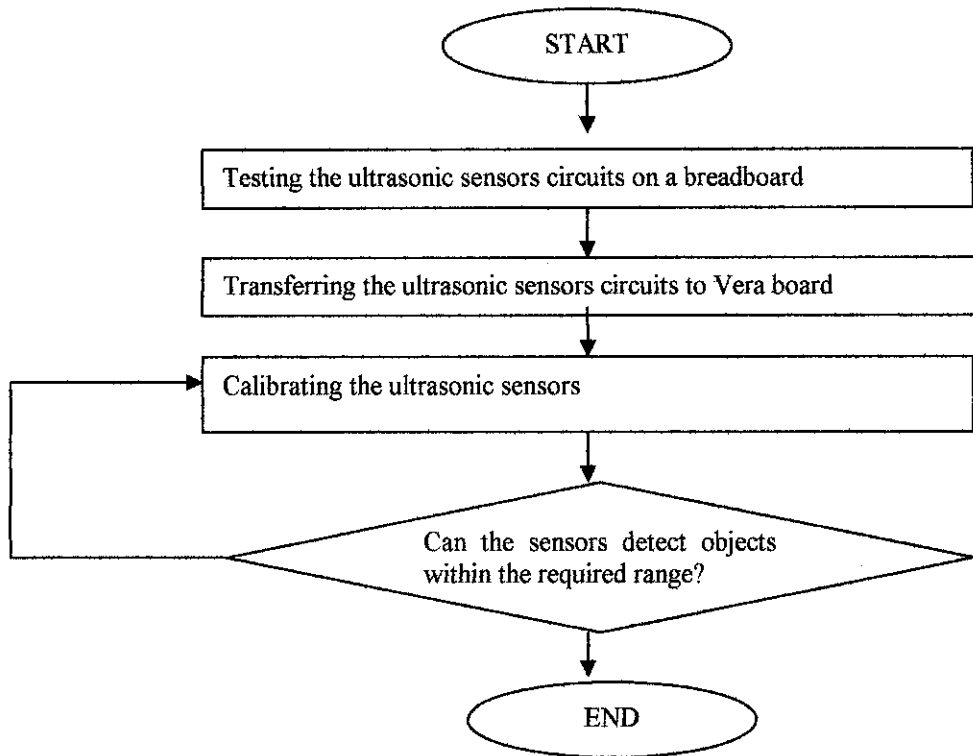 START
Testing the ultrasonic sensors circuits on a breadboard
Transferring the ultrasonic sensors circuits to Vera board
Calibrating the ultrasonic sensors
Can the sensors detect objects
within the required range?
END